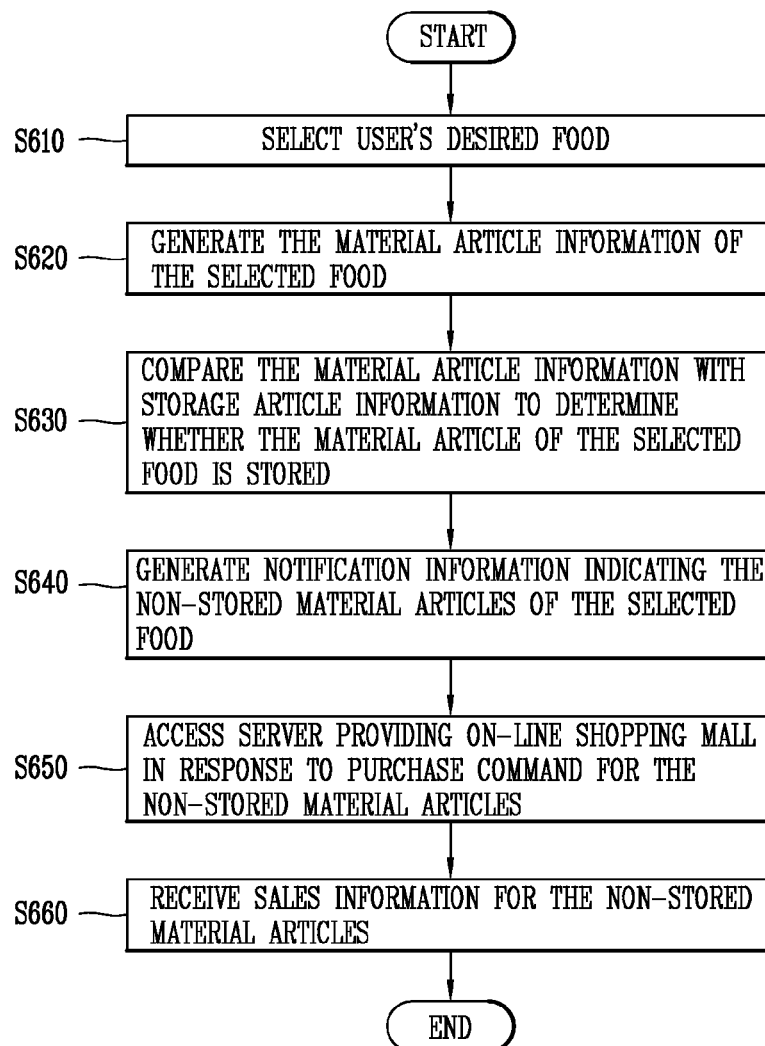 START
S610
SELECT USER'S DESIRED FOOD
S620
GENERATE THE MATERIAL ARTICLE INFORMATION OF
THE SELECTED FOOD
S630
COMPARE THE MATERIAL ARTICLE INFORMATION WITH
STORAGE ARTICLE INFORMATION TO DETERMINE
WHETHER THE MATERIAL ARTICLE OF THE SELECTED
FOOD IS STORED
S640
GENERATE NOTIFICATION INFORMATION INDICATING THE
NON-STORED MATERIAL ARTICLES OF THE SELECTED
FOOD
S650
ACCESS SERVER PROVIDING ON-LINE SHOPPING MALL
IN RESPONSE TO PURCHASE COMMAND FOR THE
NON-STORED MATERIAL ARTICLES
S660
RECEIVE SALES INFORMATION FOR THE NON-STORED
MATERIAL ARTICLES
END